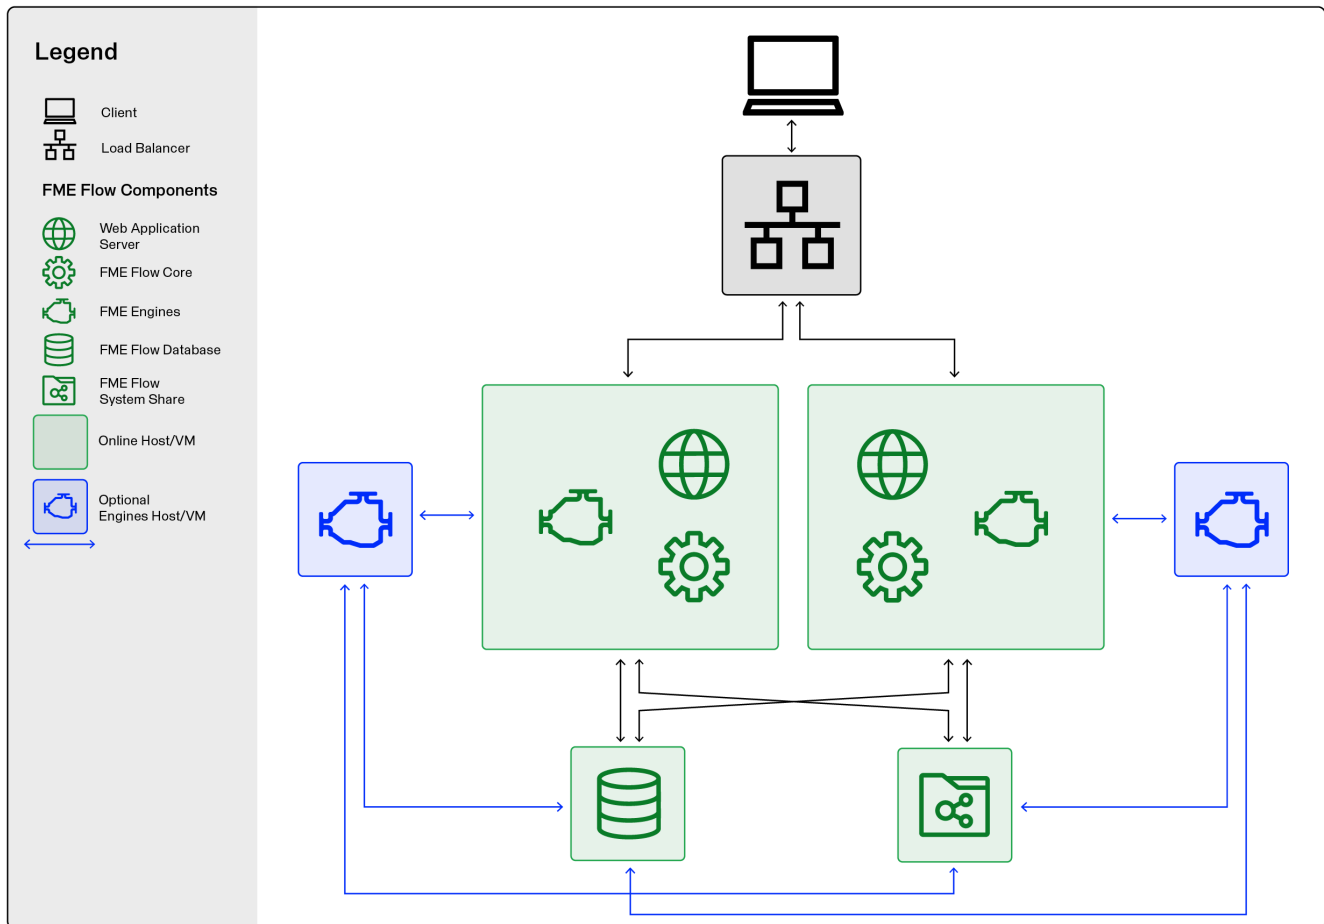 Legend
Client
Load Balancer
FME Flow Components
Web Application
Server
FME Flow Core
FME Engines
FME Flow Database
FME Flow
System Share
Online Host/VM
Optional
Engines Host/VM